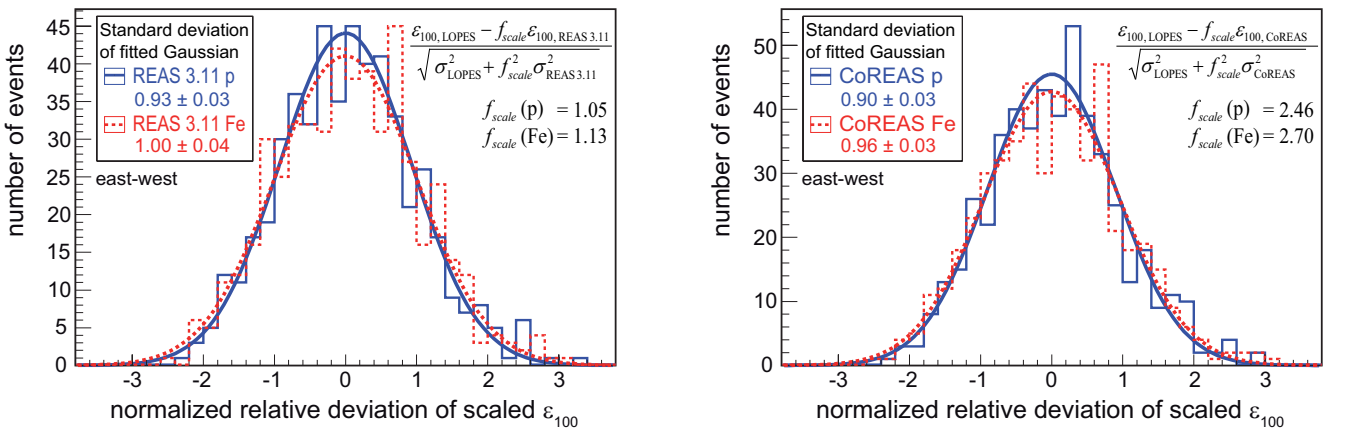 number of events
45
40
35
30
25
20
15
10
5
0
Standard deviation
of fitted Gaussian
REAS 3.11 p
0.93 ± 0.03
REAS 3.11 Fe
1.00 ± 0.04
east-west
ε100, LOPES − fscale ε100, REAS 3.11
√ σ²LOPES + f²scale σ²REAS 3.11
fscale (p) = 1.05
fscale (Fe) = 1.13
-3 -2 -1 0 1 2 3
normalized relative deviation of scaled ε100
number of events
50
40
30
20
10
0
Standard deviation
of fitted Gaussian
CoREAS p
0.90 ± 0.03
CoREAS Fe
0.96 ± 0.03
east-west
ε100, LOPES − fscale ε100, CoREAS
√ σ²LOPES + f²scale σ²CoREAS
fscale (p) = 2.46
fscale (Fe) = 2.70
-3 -2 -1 0 1 2 3
normalized relative deviation of scaled ε100